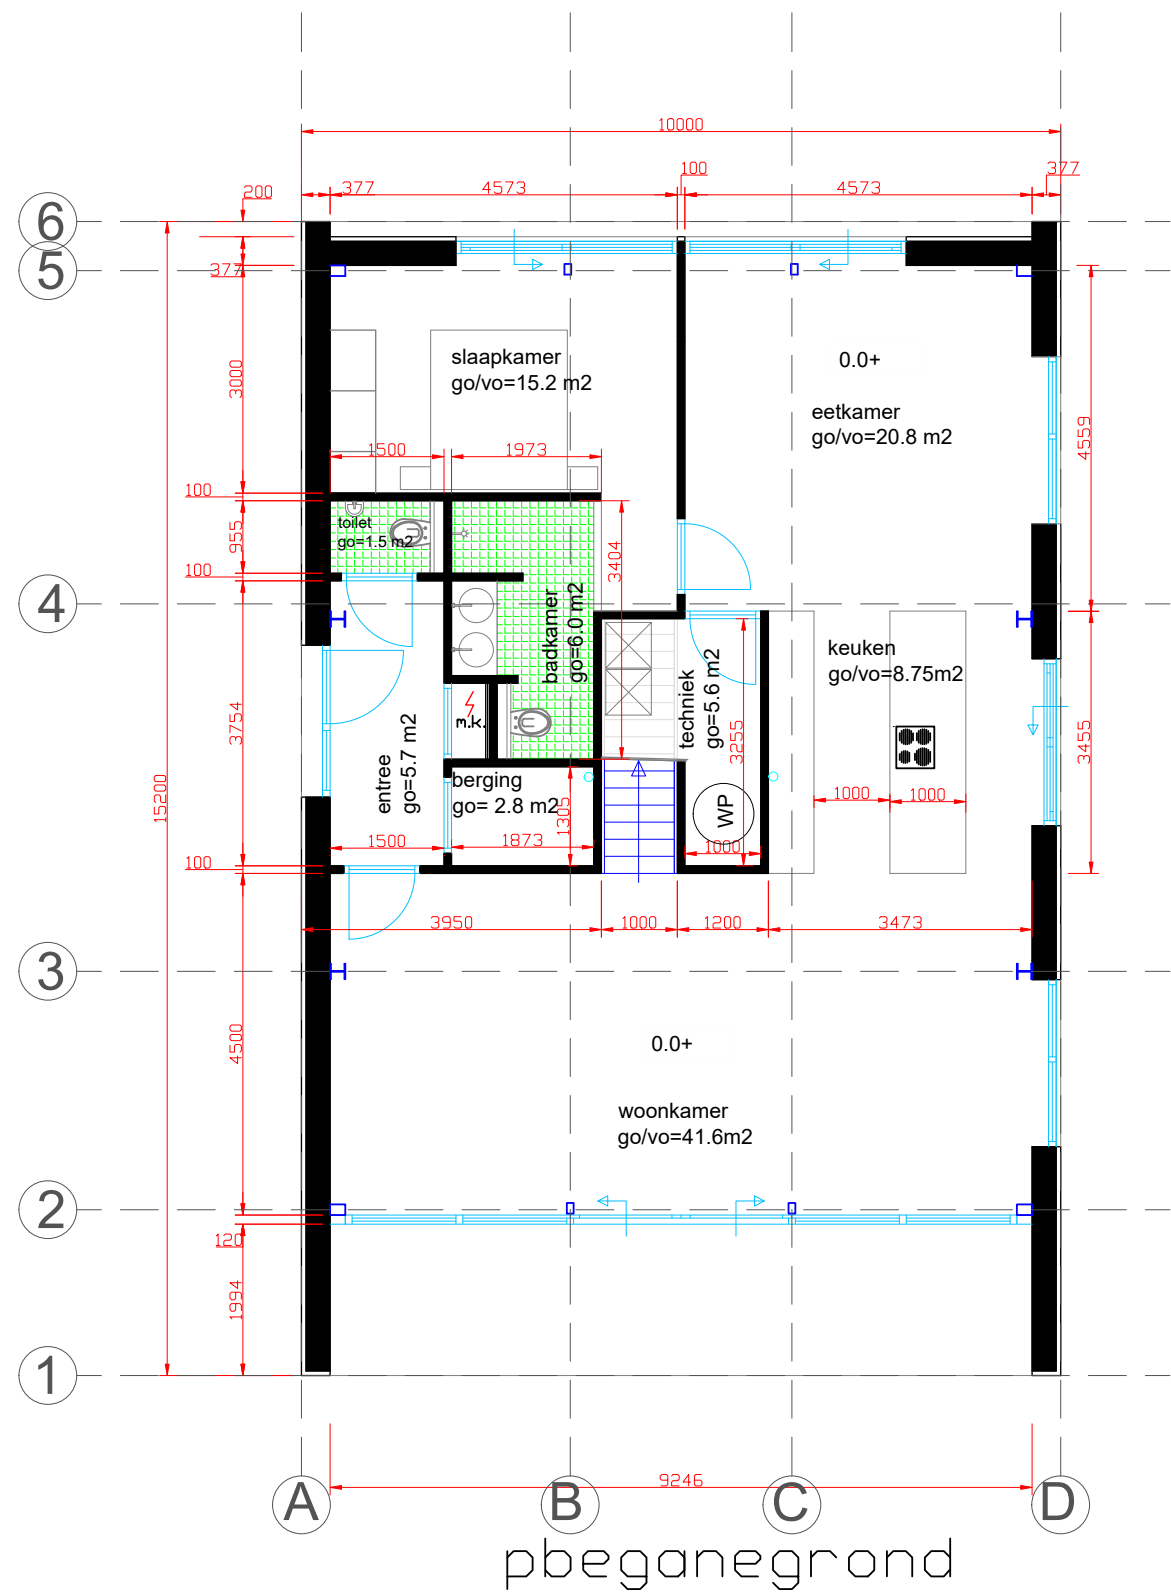 10000
100
377
4573
4573
377
200
6
5
377
slaapkamer
go/vo=15.2 m2
0.0+
eetkamer
go/vo=20.8 m2
3000
4559
1500
1973
100
toilet
go=1.5 m2
955
3404
100
4
badkamer
go=6.0m2
keuken
go/vo=8.75m2
techniek
go=5.6 m2
3255
3455
3754
entree
go=5.7 m2
m.k.
berging
go= 2.8 m2
1305
WP
1000
1000
15200
1500
1873
1000
100
3950
1000
1200
3473
3
4500
0.0+
woonkamer
go/vo=41.6m2
2
120
1994
1
9246
A
B
C
D
pbeganegrond